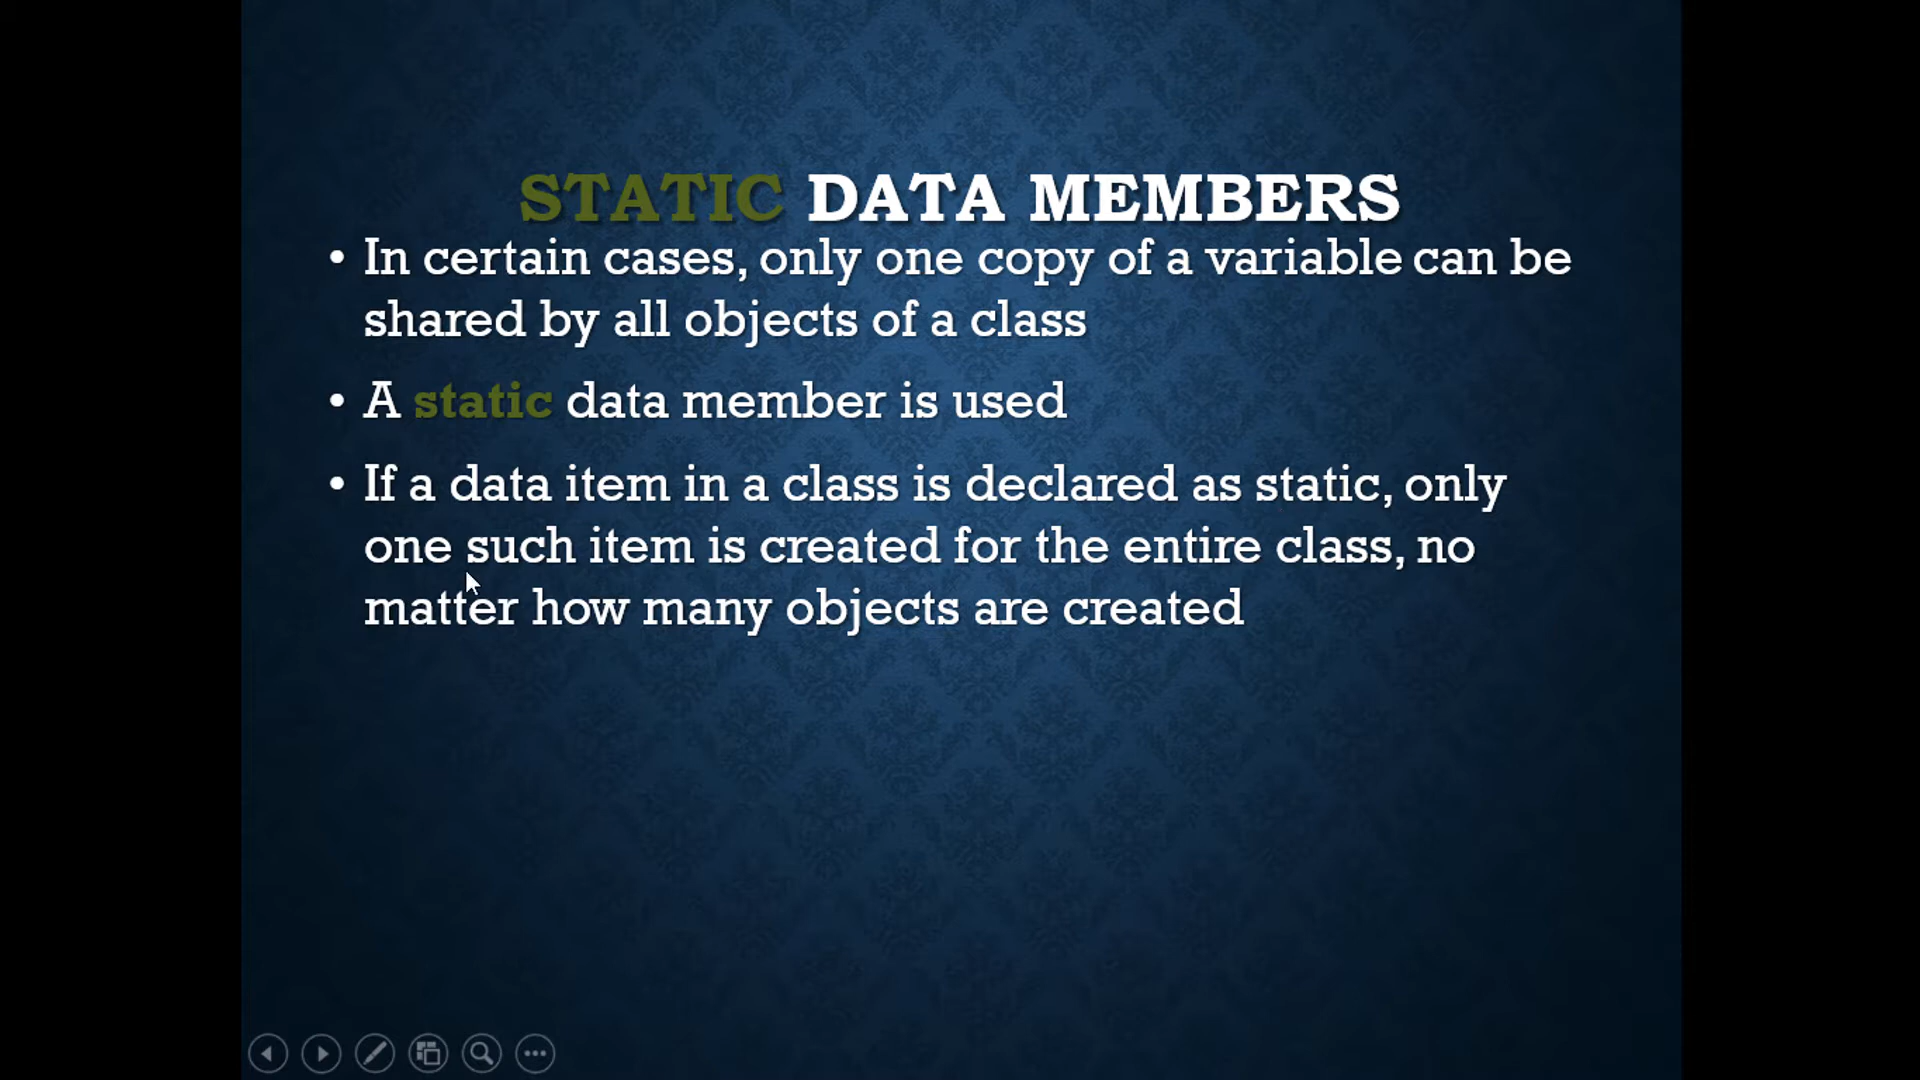 STATIC DATA MEMBERS
• In certain cases, only one copy of a variable can be
shared by all objects of a class
• A static data member is used
• If a data item in a class is declared as static, only
one such item is created for the entire class, no
matter how many objects are created